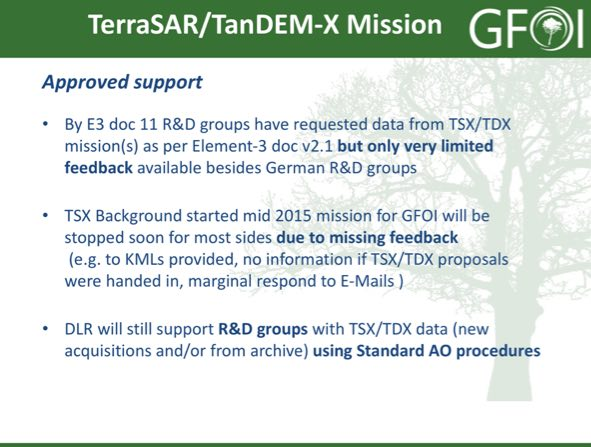 TerraSAR/TanDEM-X Mission
GFOI
Approved support
• By E3 doc 11 R&D groups have requested data from TSX/TDX
mission(s) as per Element-3 doc v2.1 but only very limited
feedback available besides German R&D groups
• TSX Background started mid 2015 mission for GFOI will be
stopped soon for most sides due to missing feedback
(e.g. to KMLs provided, no information if TSX/TDX proposals
were handed in, marginal respond to E-Mails )
• DLR will still support R&D groups with TSX/TDX data (new
acquisitions and/or from archive) using Standard AO procedures